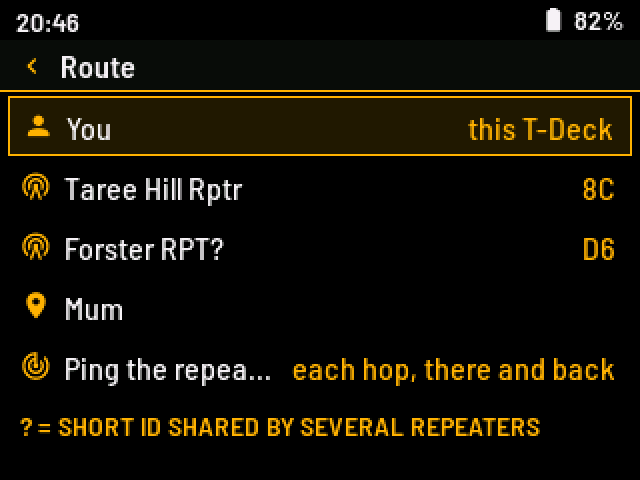 20:46 82%
Route
You this T-Deck
Taree Hill Rptr 8C
Forster RPT? D6
Mum
Ping the repea... each hop, there and back
? = SHORT ID SHARED BY SEVERAL REPEATERS